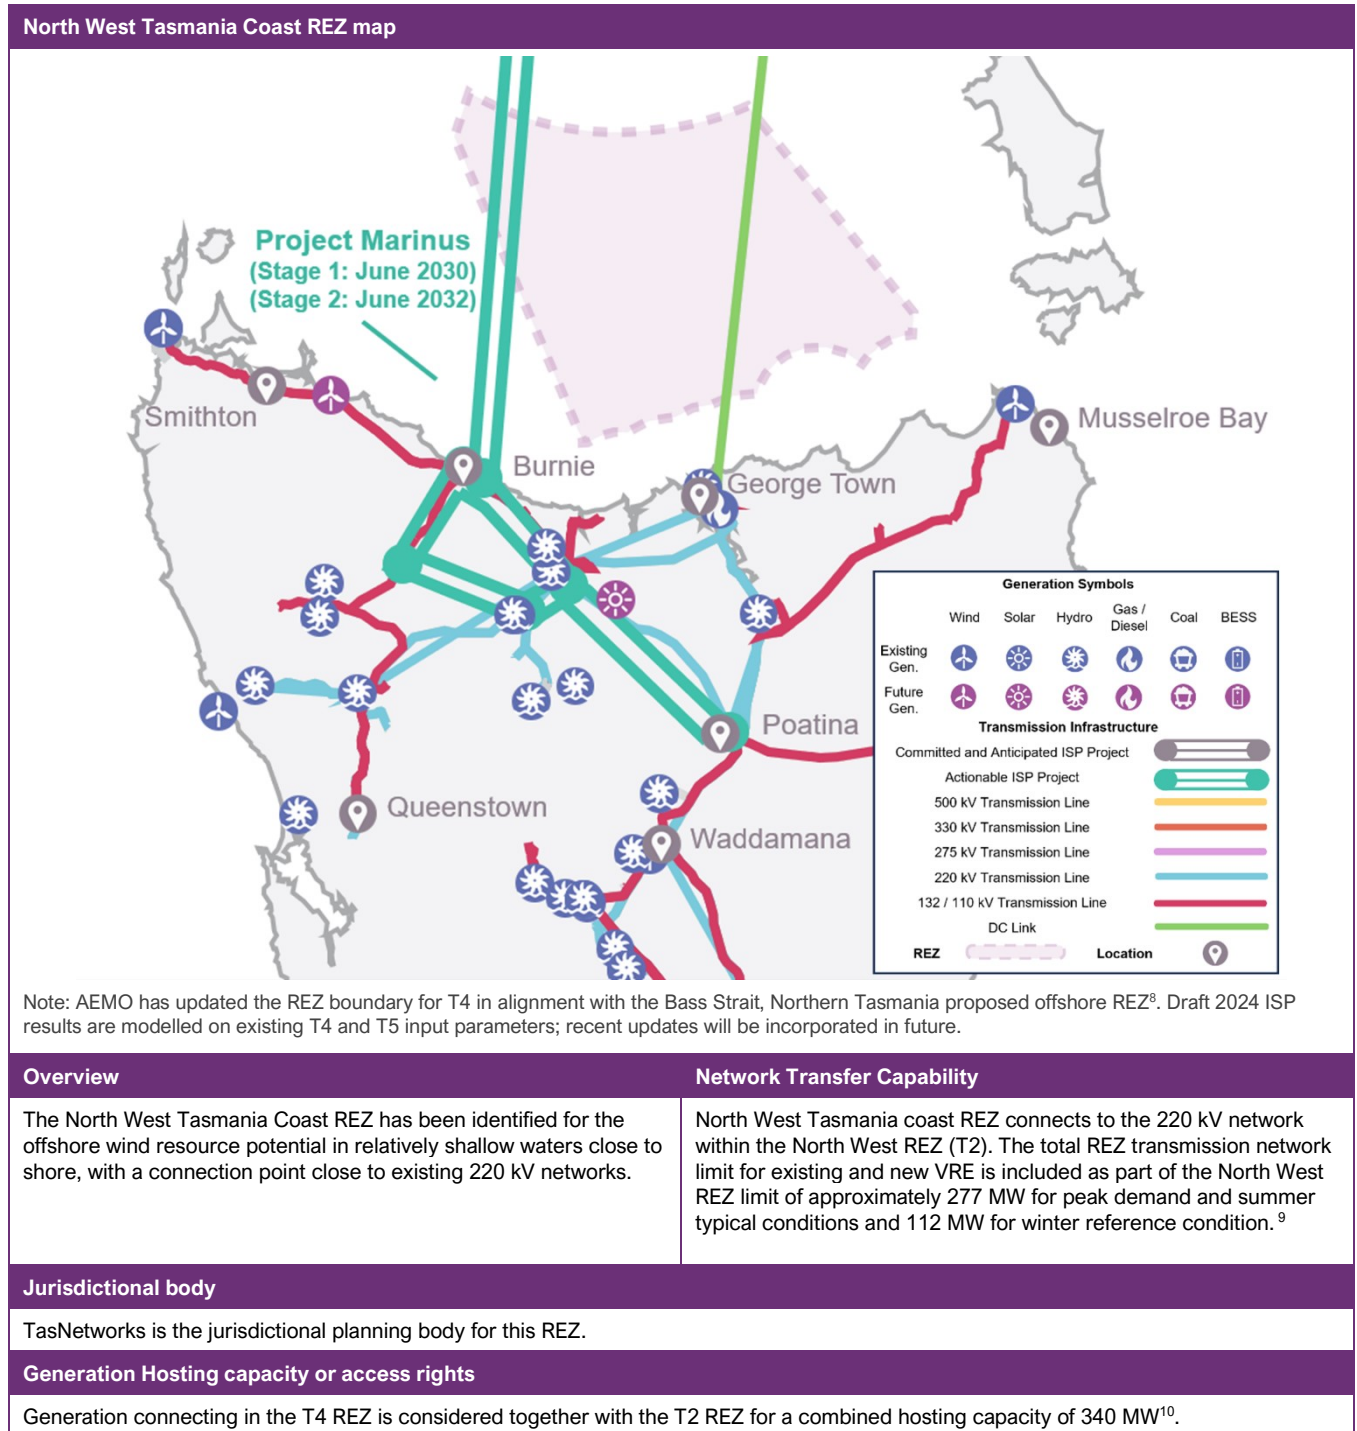 North West Tasmania Coast REZ map
Project Marinus
(Stage 1: June 2030)
(Stage 2: June 2032)
Smithton
Burnie
George Town
Musselroe Bay
Poatina
Queenstown
Waddamana
Generation Symbols
Wind Solar Hydro Gas / Diesel Coal BESS
Existing Gen.
Future Gen.
Transmission Infrastructure
Committed and Anticipated ISP Project
Actionable ISP Project
500 kV Transmission Line
330 kV Transmission Line
275 kV Transmission Line
220 kV Transmission Line
132 / 110 kV Transmission Line
DC Link
REZ Location
Note: AEMO has updated the REZ boundary for T4 in alignment with the Bass Strait, Northern Tasmania proposed offshore REZ⁸. Draft 2024 ISP
results are modelled on existing T4 and T5 input parameters; recent updates will be incorporated in future.
Overview
The North West Tasmania Coast REZ has been identified for the
offshore wind resource potential in relatively shallow waters close to
shore, with a connection point close to existing 220 kV networks.
Network Transfer Capability
North West Tasmania coast REZ connects to the 220 kV network
within the North West REZ (T2). The total REZ transmission network
limit for existing and new VRE is included as part of the North West
REZ limit of approximately 277 MW for peak demand and summer
typical conditions and 112 MW for winter reference condition. ⁹
Jurisdictional body
TasNetworks is the jurisdictional planning body for this REZ.
Generation Hosting capacity or access rights
Generation connecting in the T4 REZ is considered together with the T2 REZ for a combined hosting capacity of 340 MW¹⁰.